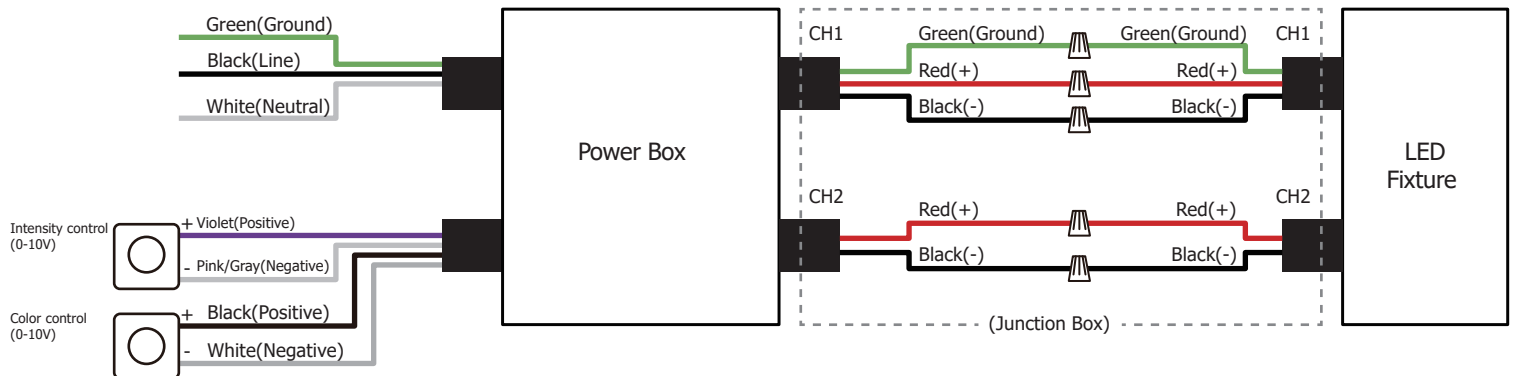 Green(Ground)
Black(Line)
White(Neutral)
Intensity control
(0-10V)
+ Violet(Positive)
- Pink/Gray(Negative)
Color control
(0-10V)
+ Black(Positive)
- White(Negative)
Power Box
CH1 Green(Ground) Green(Ground) CH1
Red(+) Red(+)
Black(-) Black(-)
CH2 Red(+) Red(+) CH2
Black(-) Black(-)
(Junction Box)
LED
Fixture